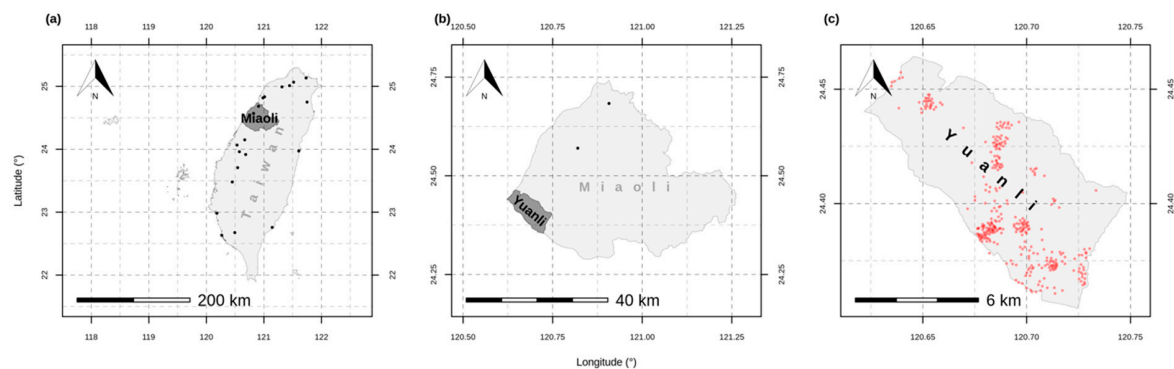 (a)
(b)
(c)
118 119 120 121 122
120.50 120.75 121.00 121.25
120.65 120.70 120.75
N
N
N
25
24
23
22
25
24
23
22
24.75
24.50
24.25
24.75
24.50
24.25
24.45
24.40
24.45
24.40
Miaoli
Taiwan
Miaoli
Yuanli
Yuanli
Latitude (°)
200 km
40 km
6 km
118 119 120 121 122
120.50 120.75 121.00 121.25
120.65 120.70 120.75
Longitude (°)